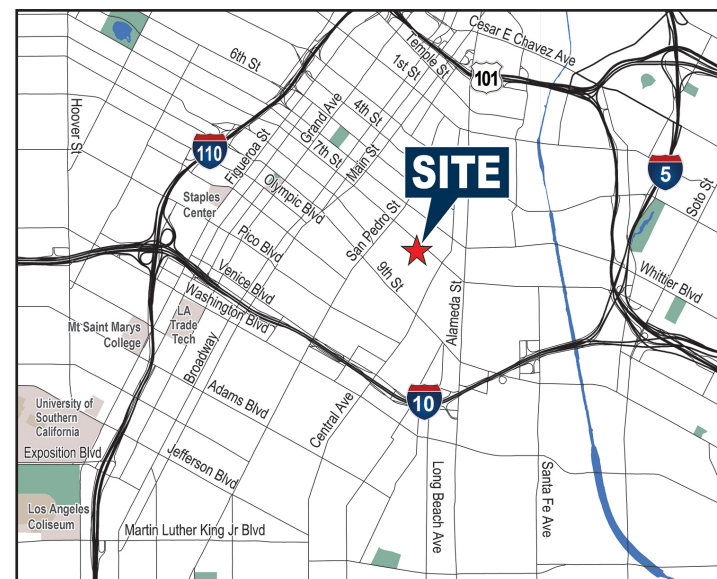 Cesar E Chavez Ave
Temple St
1st St
6th St
101
4th St
Grand Ave
7th St
Hoover St
110
Figueroa St
Main St
SITE
5
Soto St
Olympic Blvd
Staples
Center
San Pedro St
Pico Blvd
9th St
Whittier Blvd
Venice Blvd
Washington Blvd
Alameda St
LA
Trade
Tech
Mt Saint Marys
College
Broadway
10
Adams Blvd
Central Ave
University of
Southern
California
Exposition Blvd
Jefferson Blvd
Long Beach Ave
Santa Fe Ave
Los Angeles
Coliseum
Martin Luther King Jr Blvd